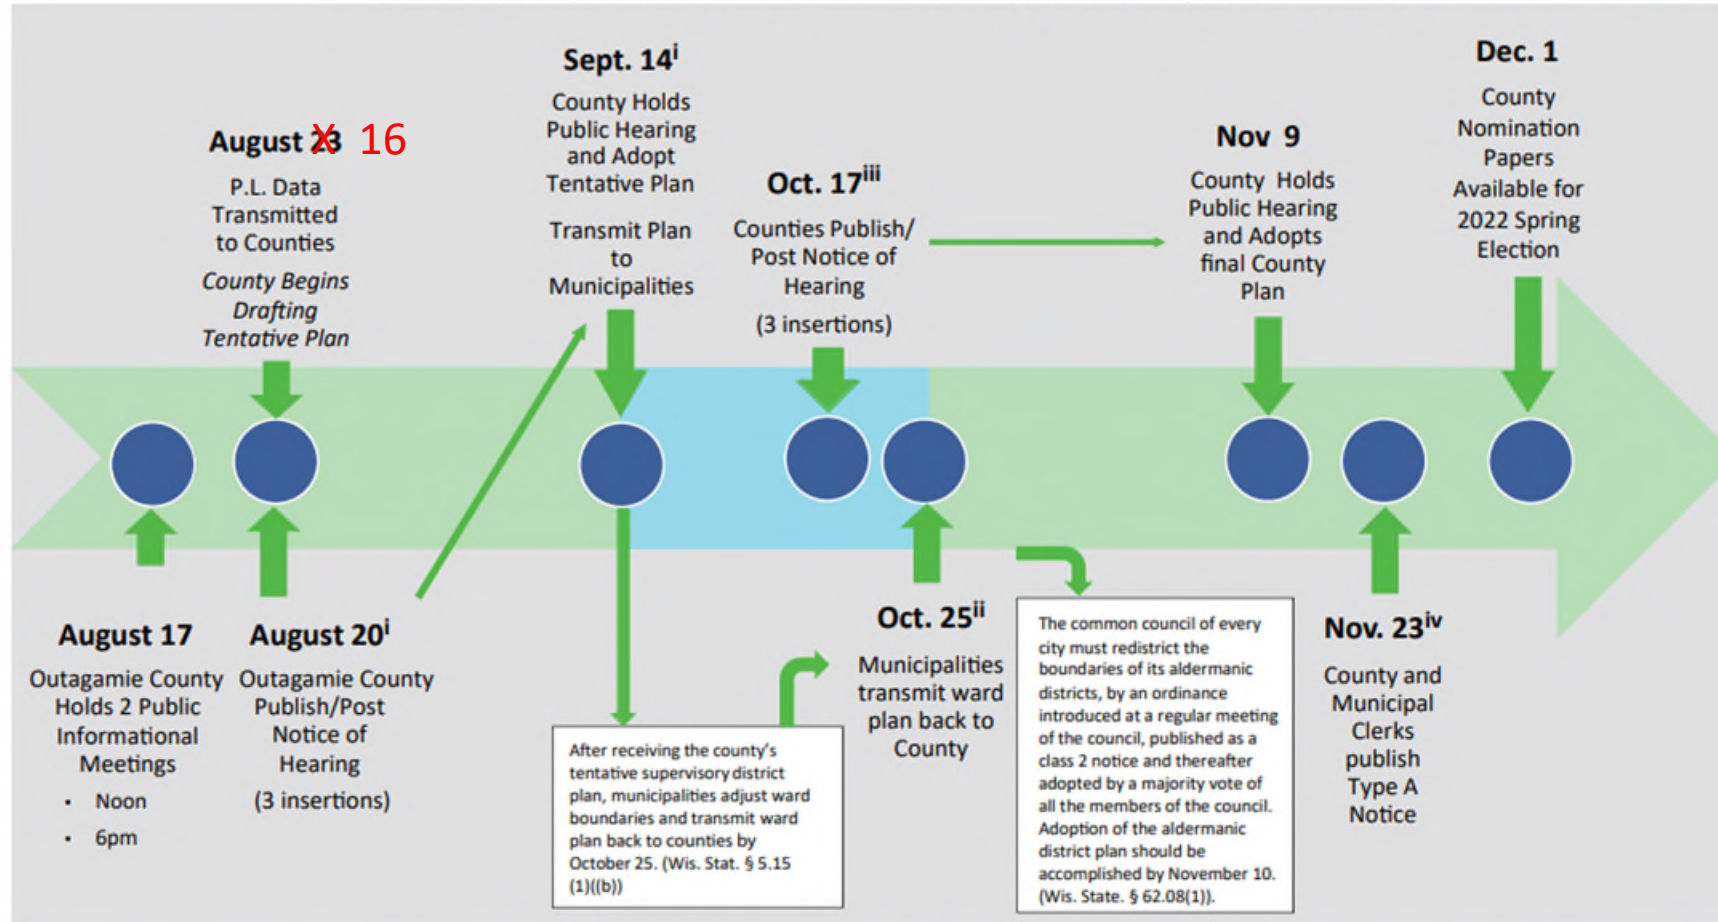 August 23 X 16
P.L. Data
Transmitted
to Counties
County Begins
Drafting
Tentative Plan
Sept. 14i
County Holds
Public Hearing
and Adopt
Tentative Plan
Transmit Plan
to
Municipalities
Oct. 17iii
Counties Publish/
Post Notice of
Hearing
(3 insertions)
Nov 9
County Holds
Public Hearing
and Adopts
final County
Plan
Dec. 1
County
Nomination
Papers
Available for
2022 Spring
Election
August 17
Outagamie County
Holds 2 Public
Informational
Meetings
• Noon
• 6pm
August 20i
Outagamie County
Publish/Post
Notice of
Hearing
(3 insertions)
After receiving the county's
tentative supervisory district
plan, municipalities adjust ward
boundaries and transmit ward
plan back to counties by
October 25. (Wis. Stat. § 5.15
(1)((b))
Oct. 25ii
Municipalities
transmit ward
plan back to
County
The common council of every
city must redistrict the
boundaries of its aldermanic
districts, by an ordinance
introduced at a regular meeting
of the council, published as a
class 2 notice and thereafter
adopted by a majority vote of
all the members of the council.
Adoption of the aldermanic
district plan should be
accomplished by November 10.
(Wis. State. § 62.08(1)).
Nov. 23iv
County and
Municipal
Clerks
publish
Type A
Notice